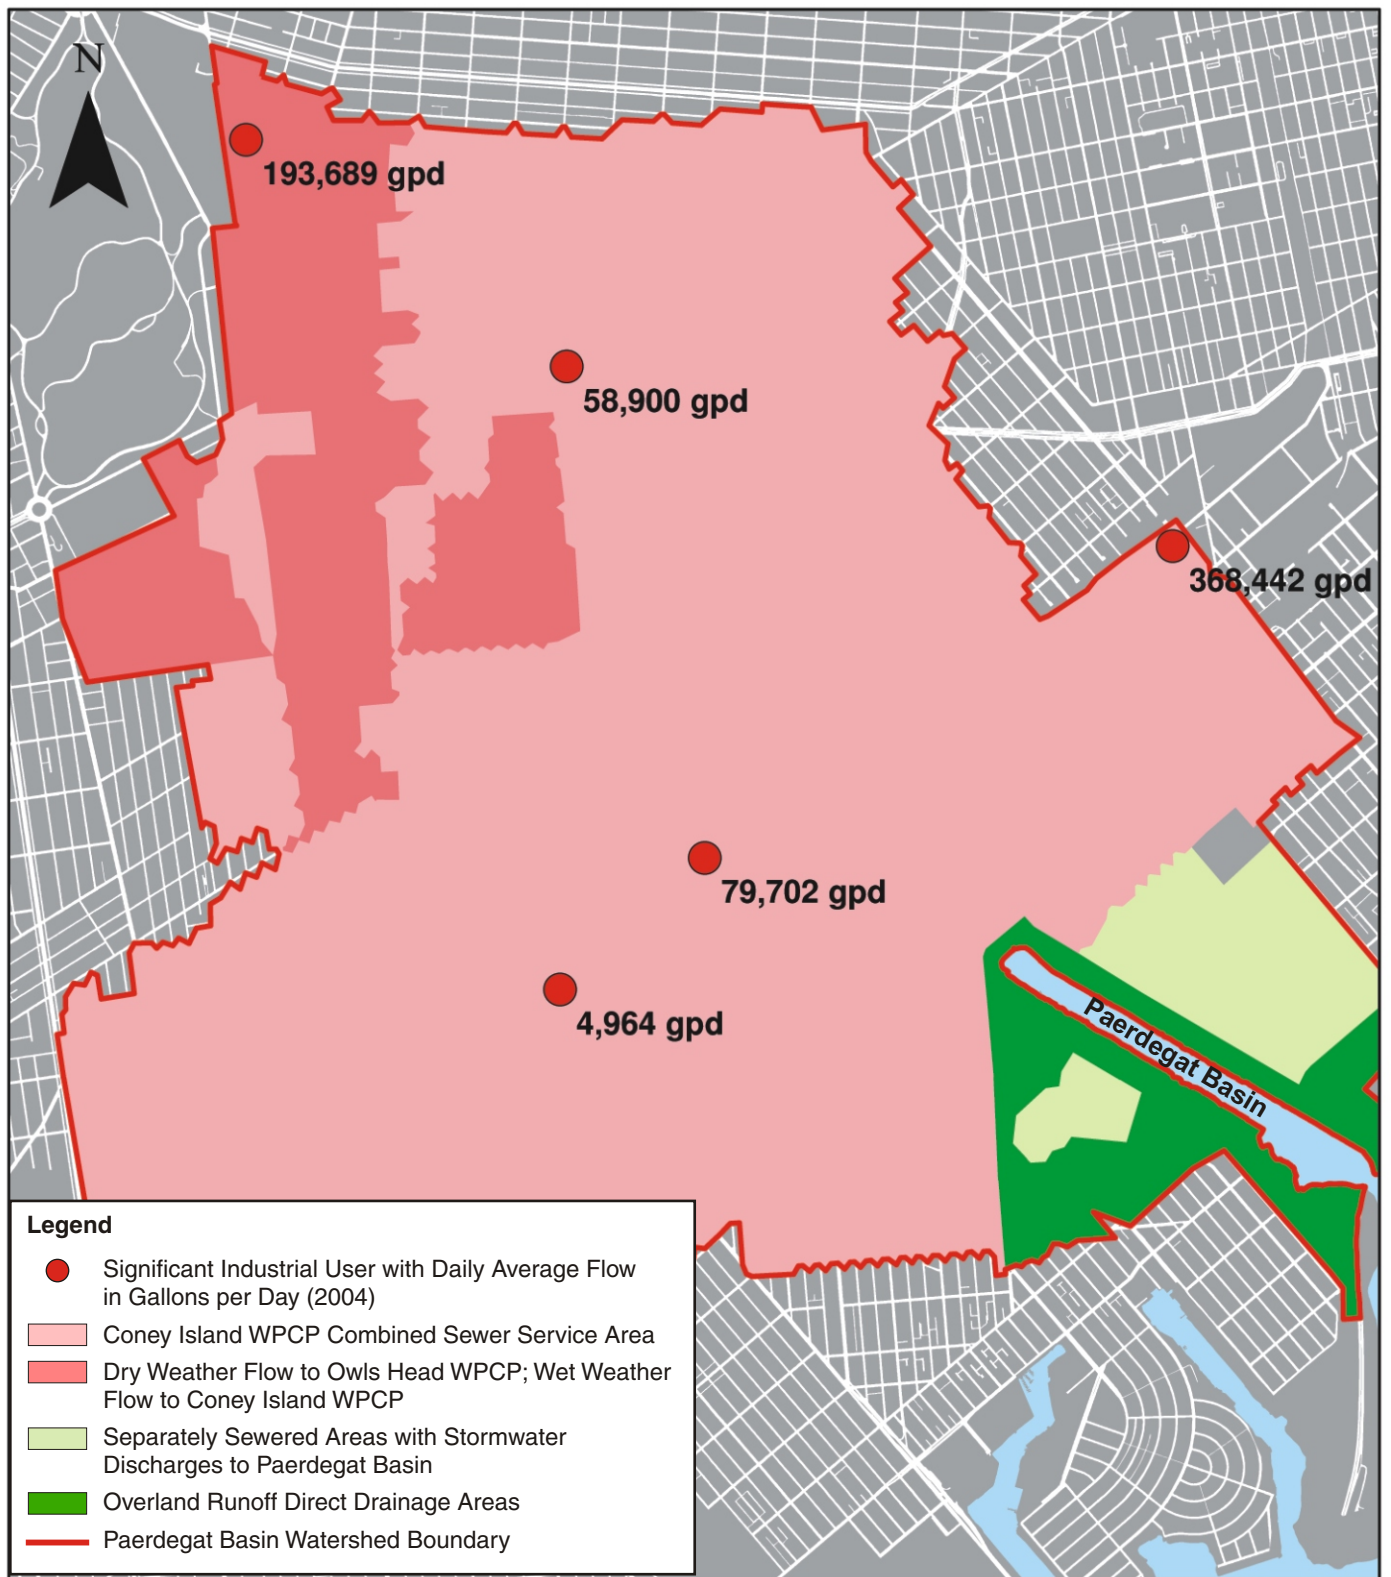 N
193,689 gpd
58,900 gpd
368,442 gpd
79,702 gpd
4,964 gpd
Paerdegat Basin
Legend
Significant Industrial User with Daily Average Flow
in Gallons per Day (2004)
Coney Island WPCP Combined Sewer Service Area
Dry Weather Flow to Owls Head WPCP; Wet Weather
Flow to Coney Island WPCP
Separately Sewered Areas with Stormwater
Discharges to Paerdegat Basin
Overland Runoff Direct Drainage Areas
Paerdegat Basin Watershed Boundary